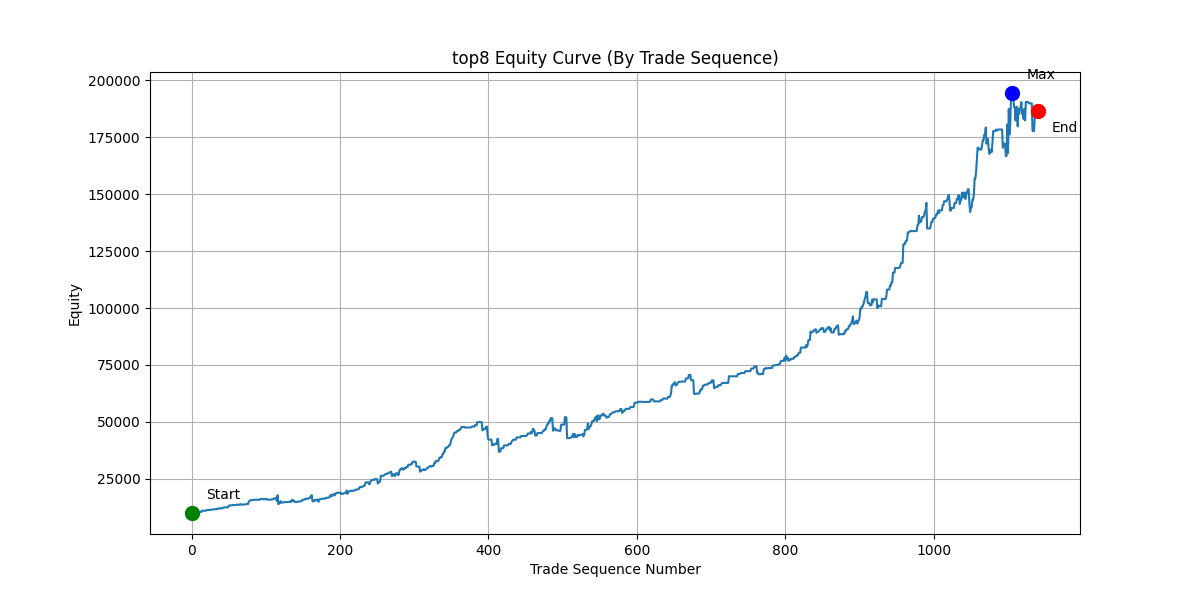 top8 Equity Curve (By Trade Sequence)
200000
Max
175000
End
150000
125000
100000
75000
50000
25000
Start
Equity
0
200
400
600
800
1000
Trade Sequence Number